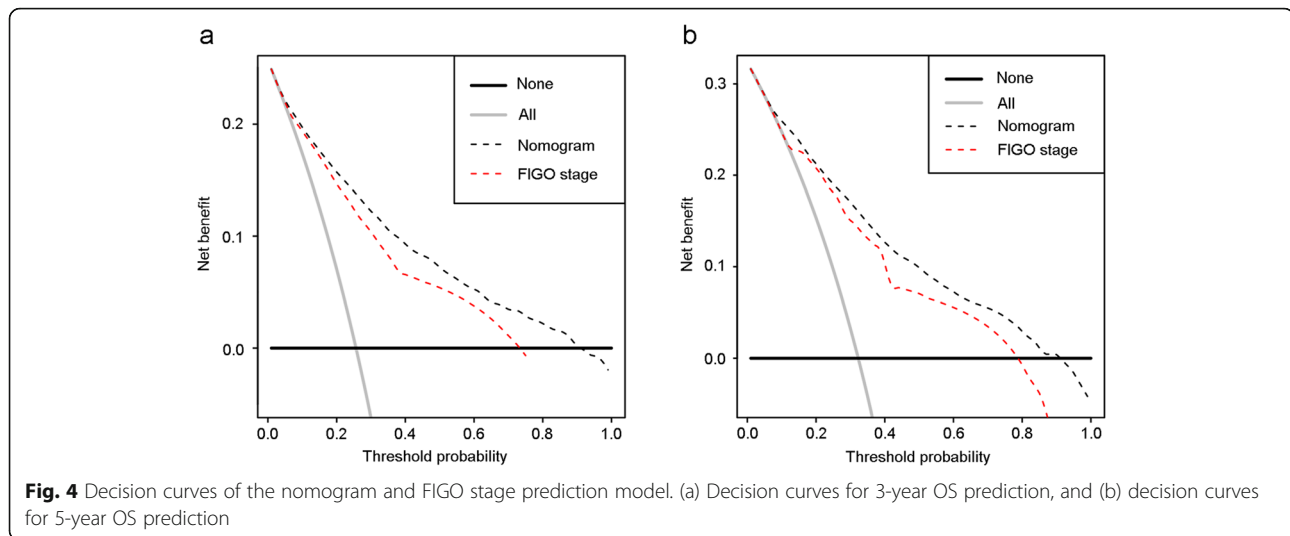 a
None
All
Nomogram
FIGO stage
Net benefit
0.2
0.1
0.0
0.0 0.2 0.4 0.6 0.8 1.0
Threshold probability
b
None
All
Nomogram
FIGO stage
Net benefit
0.3
0.2
0.1
0.0
0.0 0.2 0.4 0.6 0.8 1.0
Threshold probability
Fig. 4 Decision curves of the nomogram and FIGO stage prediction model. (a) Decision curves for 3-year OS prediction, and (b) decision curves
for 5-year OS prediction